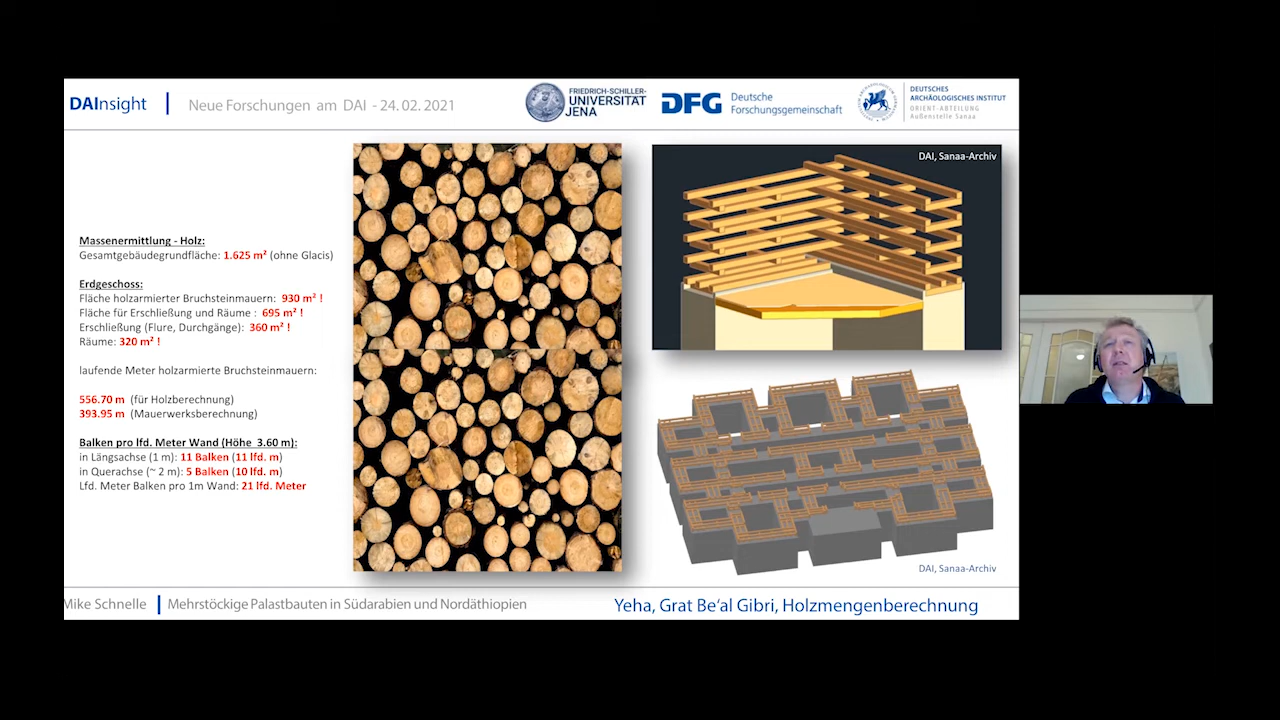 DAInsight
Neue Forschungen am DAI - 24.02.2021
FRIEDRICH-SCHILLER-
UNIVERSITÄT
JENA
DFG
Deutsche
Forschungsgemeinschaft
DEUTSCHES
ARCHÄOLOGISCHES INSTITUT
ORIENT-ABTEILUNG
Außenstelle Sanaa
Massenermittlung - Holz:
Gesamtgebäudegrundfläche: 1.625 m² (ohne Glacis)
Erdgeschoss:
Fläche holzarmierter Bruchsteinmauern: 930 m² !
Fläche für Erschließung und Räume : 695 m² !
Erschließung (Flure, Durchgänge): 360 m² !
Räume: 320 m² !
laufende Meter holzarmierte Bruchsteinmauern:
556.70 m (für Holzberechnung)
393.95 m (Mauerwerksberechnung)
Balken pro lfd. Meter Wand (Höhe 3.60 m):
in Längsachse (1 m): 11 Balken (11 lfd. m)
in Querachse (~ 2 m): 5 Balken (10 lfd. m)
Lfd. Meter Balken pro 1m Wand: 21 lfd. Meter
DAI, Sanaa-Archiv
DAI, Sanaa-Archiv
Mike Schnelle
Mehrstöckige Palastbauten in Südarabien und Nordäthiopien
Yeha, Grat Be'al Gibri, Holzmengenberechnung